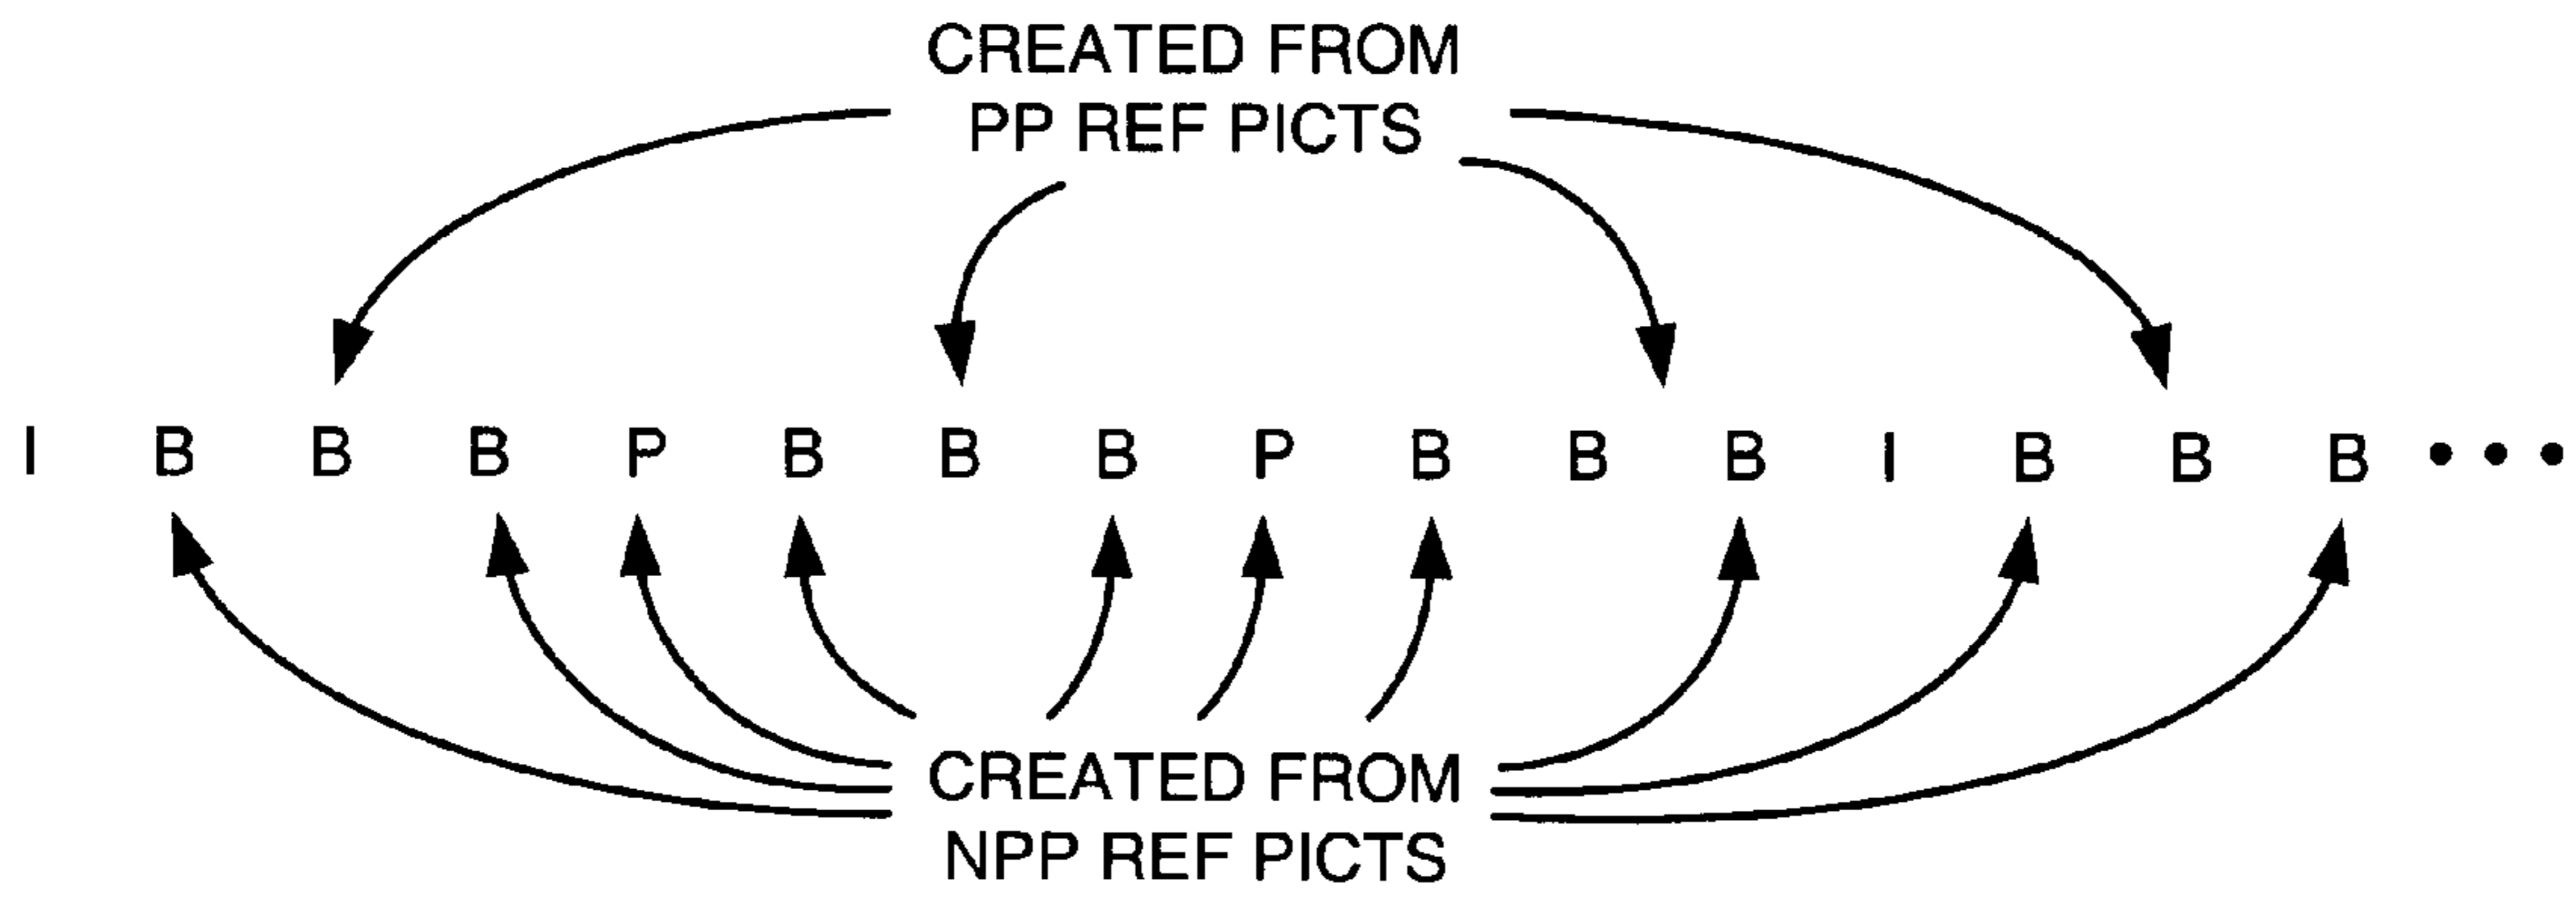 CREATED FROM
PP REF PICTS
I B B B P B B B P B B B I B B B • • •
CREATED FROM
NPP REF PICTS